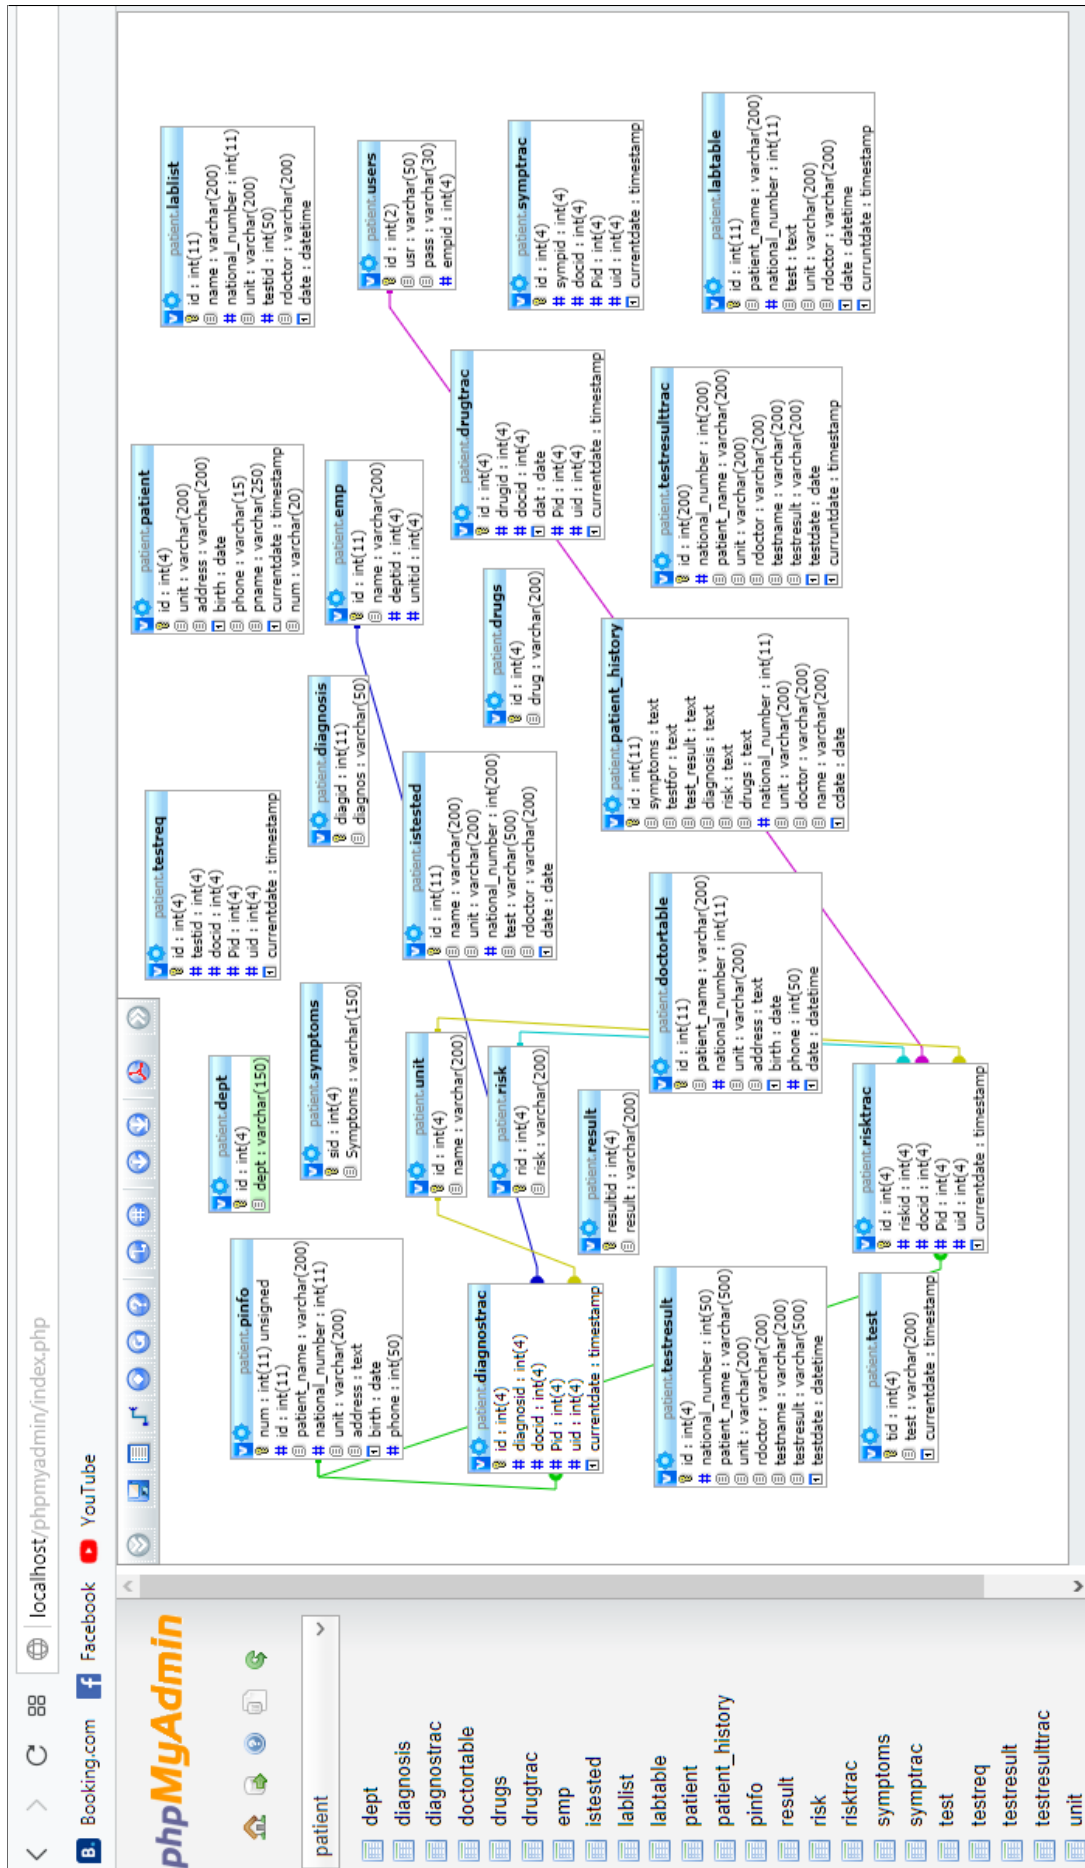 localhost/phpmyadmin/index.php
B. Booking.com
Facebook
YouTube
phpMyAdmin
patient
dept
diagnosis
diagnostrac
doctortable
drugs
drugtrac
emp
istested
lablist
labtable
patient
patient_history
pinfo
result
risk
risktrac
symptoms
symptrac
test
testreq
testresult
testresulttrac
unit
patient.pinfo
num : int(11) unsigned
# id : int(11)
patient_name : varchar(200)
# national_number : int(11)
unit : varchar(200)
address : text
birth : date
# phone : int(50)
patient.dept
id : int(4)
dept : varchar(150)
patient.testreq
id : int(4)
# testid : int(4)
# docid : int(4)
# Pid : int(4)
# uid : int(4)
currentdate : timestamp
patient.patient
id : int(4)
unit : varchar(200)
address : varchar(200)
birth : date
phone : varchar(15)
pname : varchar(250)
currentdate : timestamp
num : varchar(20)
patient.lablist
id : int(11)
name : varchar(200)
# national_number : int(11)
unit : varchar(200)
# testid : int(50)
rdoctor : varchar(200)
date : datetime
patient.symptoms
sid : int(4)
Symptoms : varchar(150)
patient.diagnosis
diagid : int(11)
diagnos : varchar(50)
patient.emp
id : int(11)
name : varchar(200)
# deptid : int(4)
# unitid : int(4)
patient.users
id : int(2)
usr : varchar(50)
pass : varchar(30)
# empid : int(4)
patient.unit
id : int(4)
name : varchar(200)
patient.istested
id : int(11)
name : varchar(200)
unit : varchar(200)
# national_number : int(200)
test : varchar(500)
rdoctor : varchar(200)
date : date
patient.diagnostrac
id : int(4)
# diagnosid : int(4)
# docid : int(4)
# Pid : int(4)
# uid : int(4)
currentdate : timestamp
patient.risk
rid : int(4)
risk : varchar(200)
patient.drugs
id : int(4)
drug : varchar(200)
patient.drugtrac
id : int(4)
# drugid : int(4)
# docid : int(4)
dat : date
# Pid : int(4)
# uid : int(4)
currentdate : timestamp
patient.symptrac
id : int(4)
# sympid : int(4)
# docid : int(4)
# Pid : int(4)
# uid : int(4)
currentdate : timestamp
patient.result
resultid : int(4)
result : varchar(200)
patient.patient_history
id : int(11)
symptoms : text
testfor : text
test_result : text
diagnosis : text
risk : text
drugs : text
# national_number : int(11)
unit : varchar(200)
doctor : varchar(200)
name : varchar(200)
cdate : date
patient.testresult
id : int(4)
# national_number : int(50)
patient_name : varchar(500)
unit : varchar(200)
rdoctor : varchar(200)
testname : varchar(200)
testresult : varchar(500)
testdate : datetime
patient.doctortable
id : int(11)
patient_name : varchar(200)
# national_number : int(11)
unit : varchar(200)
address : text
birth : date
# phone : int(50)
date : datetime
patient.testresulttrac
id : int(200)
# national_number : int(200)
patient_name : varchar(200)
unit : varchar(200)
rdoctor : varchar(200)
testname : varchar(200)
testresult : varchar(200)
testdate : date
curruntdate : timestamp
patient.labtable
id : int(11)
patient_name : varchar(200)
# national_number : int(11)
test : text
unit : varchar(200)
rdoctor : varchar(200)
date : datetime
curruntdate : timestamp
patient.test
tid : int(4)
test : varchar(200)
currentdate : timestamp
patient.risktrac
id : int(4)
# riskid : int(4)
# docid : int(4)
# Pid : int(4)
# uid : int(4)
currentdate : timestamp